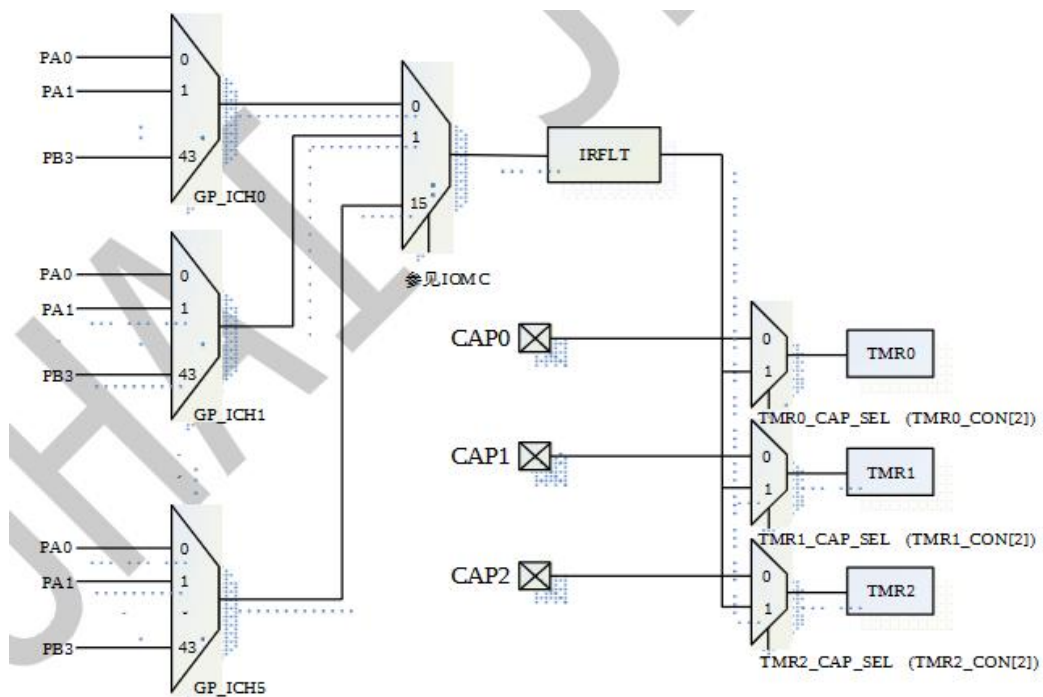 PA0
0
PA1
1
PB3
43
GP_ICH0
0
1
15
IRFLT
参见IOMC
PA0
0
PA1
1
PB3
43
GP_ICH1
CAP0
0
1
TMR0
TMR0_CAP_SEL (TMR0_CON[2])
CAP1
0
1
TMR1
TMR1_CAP_SEL (TMR1_CON[2])
PA0
0
PA1
1
PB3
43
GP_ICH5
CAP2
0
1
TMR2
TMR2_CAP_SEL (TMR2_CON[2])